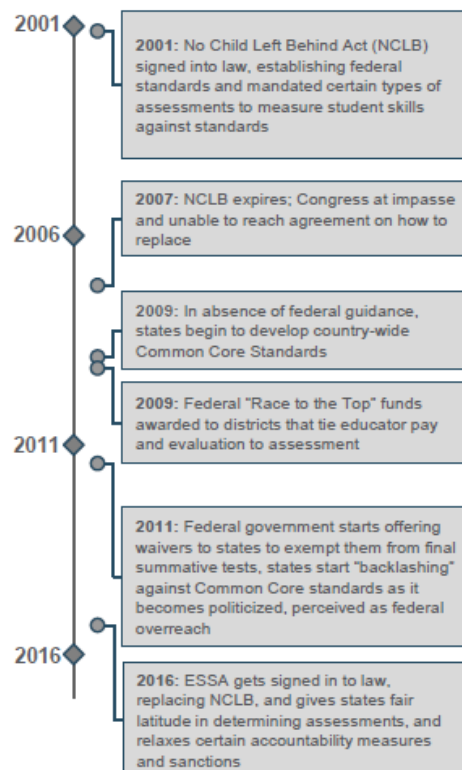 2001
2001: No Child Left Behind Act (NCLB)
signed into law, establishing federal
standards and mandated certain types of
assessments to measure student skills
against standards
2007: NCLB expires; Congress at impasse
and unable to reach agreement on how to
replace
2006
2009: In absence of federal guidance,
states begin to develop country-wide
Common Core Standards
2009: Federal "Race to the Top" funds
awarded to districts that tie educator pay
and evaluation to assessment
2011
2011: Federal government starts offering
waivers to states to exempt them from final
summative tests, states start "backlashing"
against Common Core standards as it
becomes politicized, perceived as federal
overreach
2016
2016: ESSA gets signed in to law,
replacing NCLB, and gives states fair
latitude in determining assessments, and
relaxes certain accountability measures
and sanctions